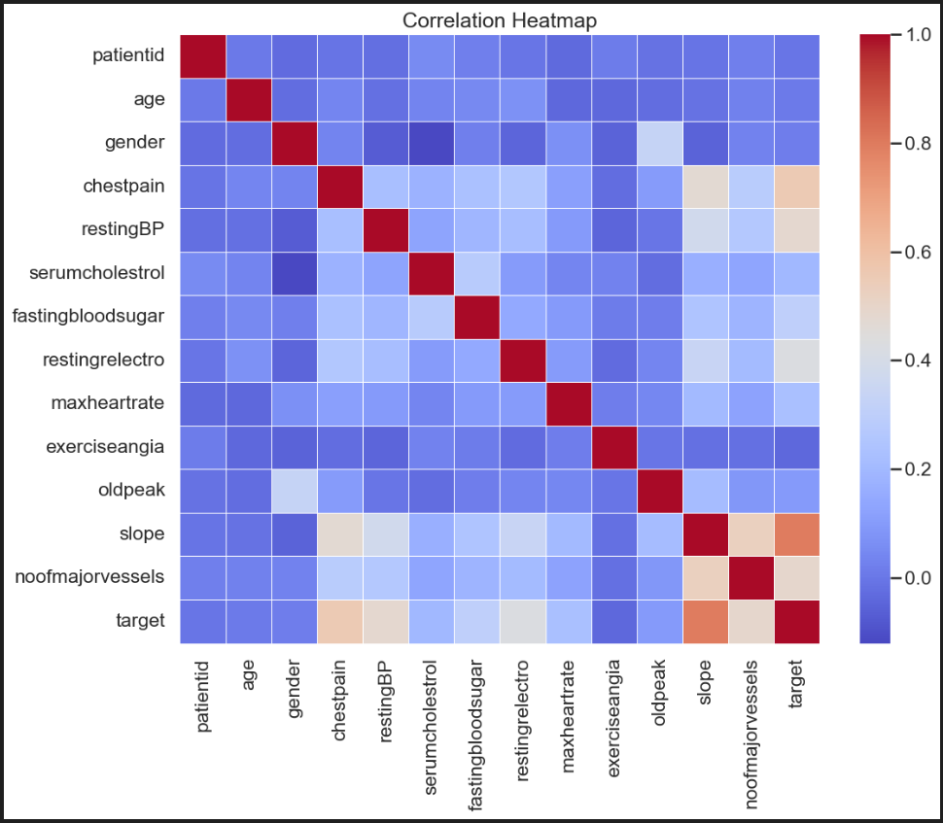 Correlation Heatmap
patientid
age
gender
chestpain
restingBP
serumcholestrol
fastingbloodsugar
restingrelectro
maxheartrate
exerciseangia
oldpeak
slope
noofmajorvessels
target
patientid
age
gender
chestpain
restingBP
serumcholestrol
fastingbloodsugar
restingrelectro
maxheartrate
exerciseangia
oldpeak
slope
noofmajorvessels
target
1.0
0.8
0.6
0.4
0.2
0.0